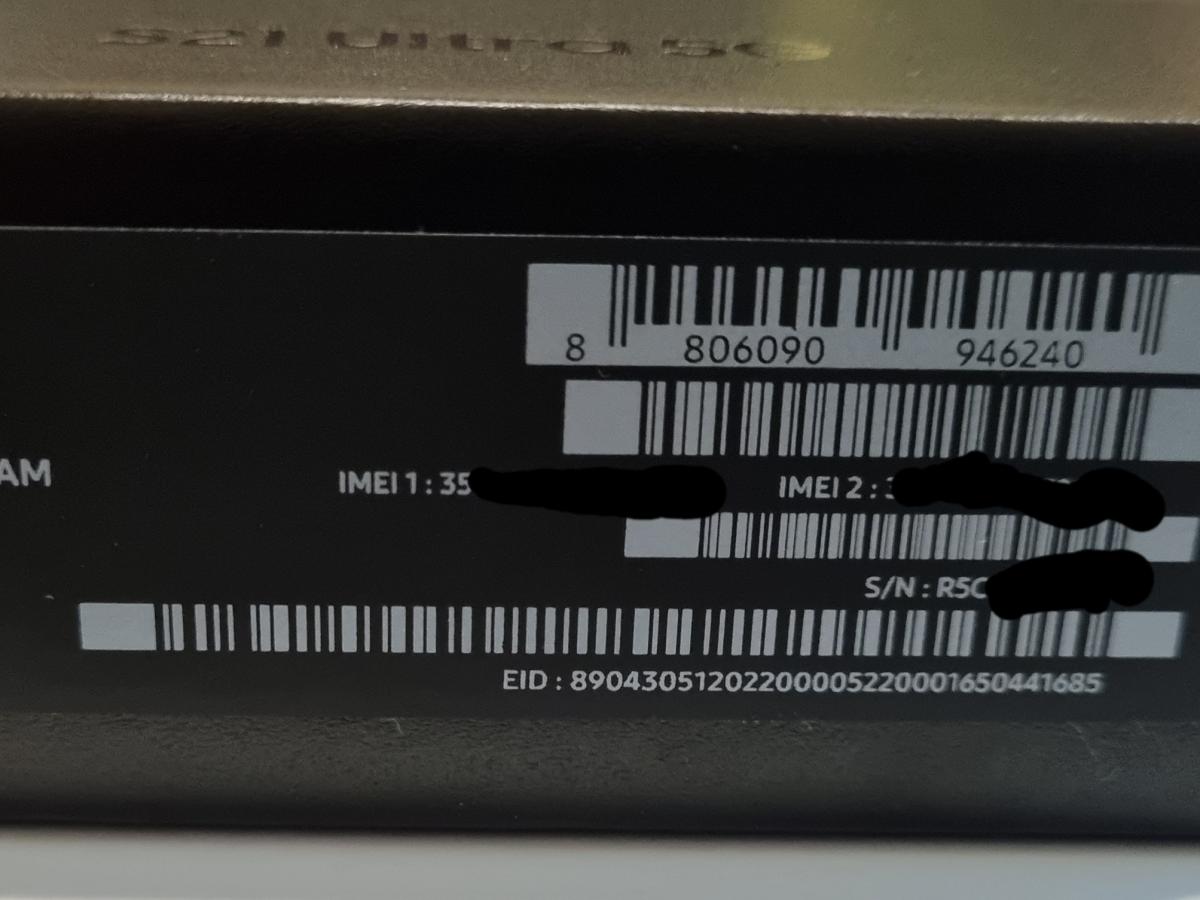 S21 Ultra 5G
8 806090 946240
AM
IMEI 1 : 35
IMEI 2 : 3
S/N : R5C
EID : 89043051202200005220001650441685